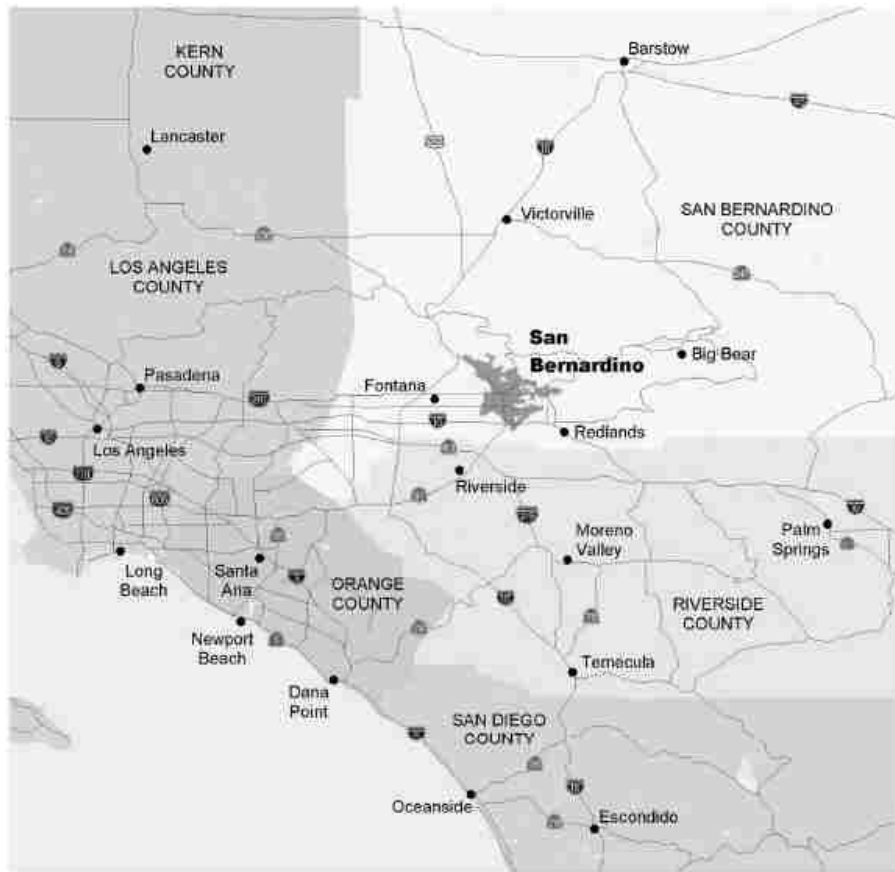 KERN
COUNTY
Barstow
Lancaster
Victorville
SAN BERNARDINO
COUNTY
LOS ANGELES
COUNTY
San
Bernardino
Big Bear
Pasadena
Fontana
Los Angeles
Redlands
Riverside
Moreno
Valley
Palm
Springs
Long
Beach
Santa
Ana
ORANGE
COUNTY
RIVERSIDE
COUNTY
Newport
Beach
Temecula
Dana
Point
SAN DIEGO
COUNTY
Oceanside
Escondido